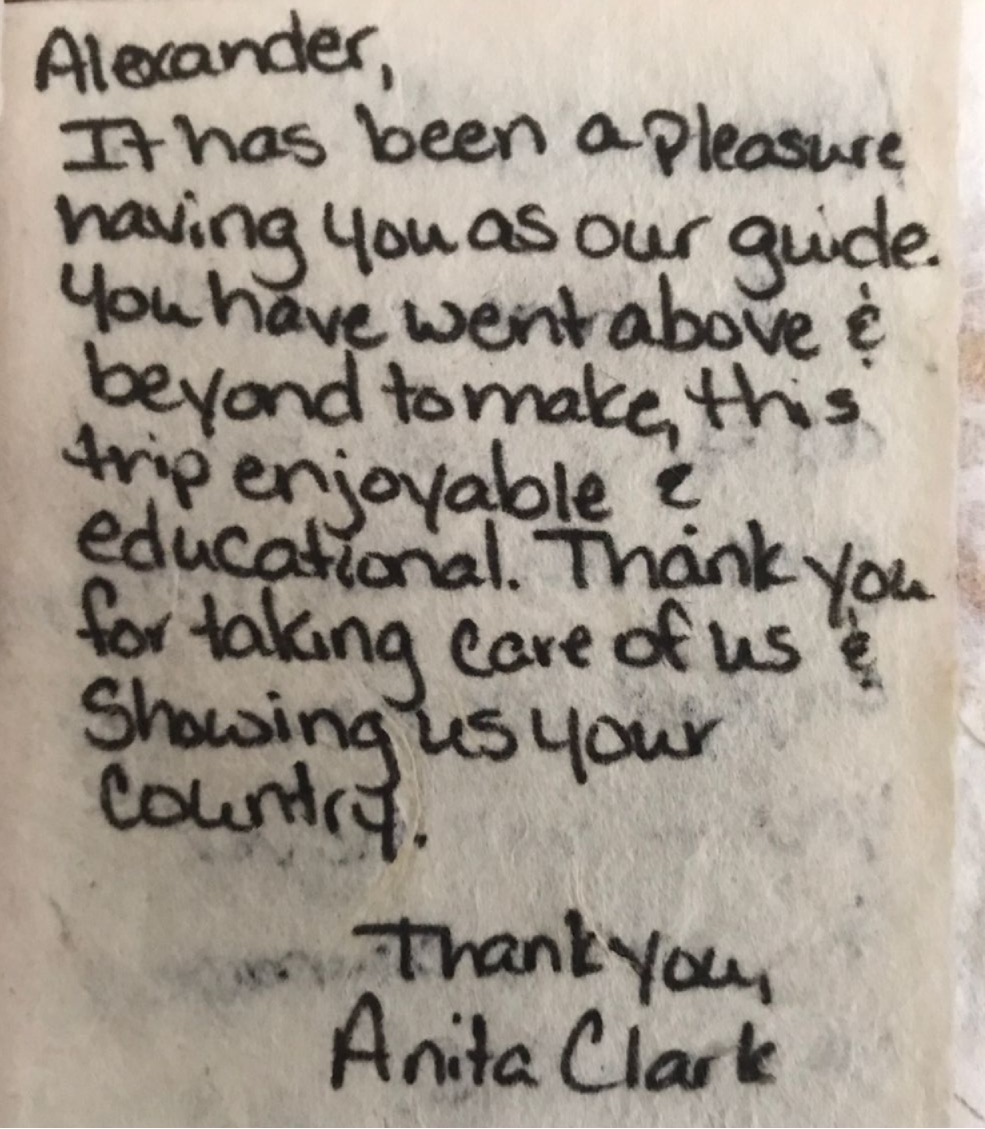 Alexander,
It has been a pleasure
having you as our guide.
You have went above &
beyond to make, this
trip enjoyable &
educational. Thank you
for taking care of us &
Showing us your
Country.
Thank you,
Anita Clark